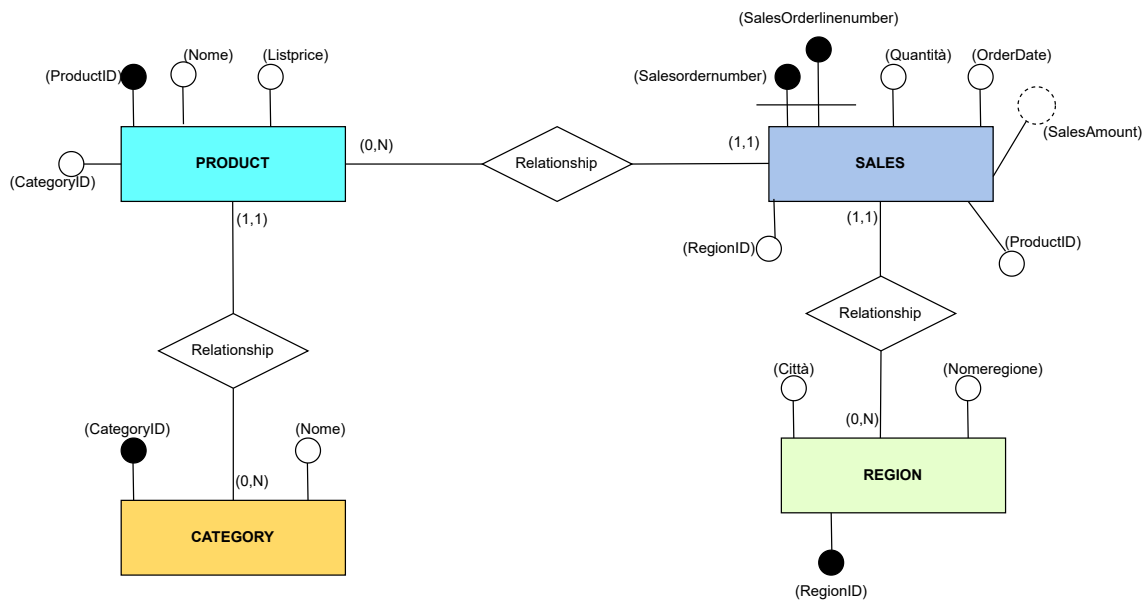 (SalesOrderlinenumber)
(Nome)
(Listprice)
(Quantità)
(OrderDate)
(ProductID)
(Salesordernumber)
(SalesAmount)
(0,N)
(1,1)
PRODUCT
Relationship
SALES
(CategoryID)
(1,1)
(1,1)
(RegionID)
(ProductID)
Relationship
Relationship
(Città)
(Nomeregione)
(CategoryID)
(Nome)
(0,N)
(0,N)
REGION
CATEGORY
(RegionID)